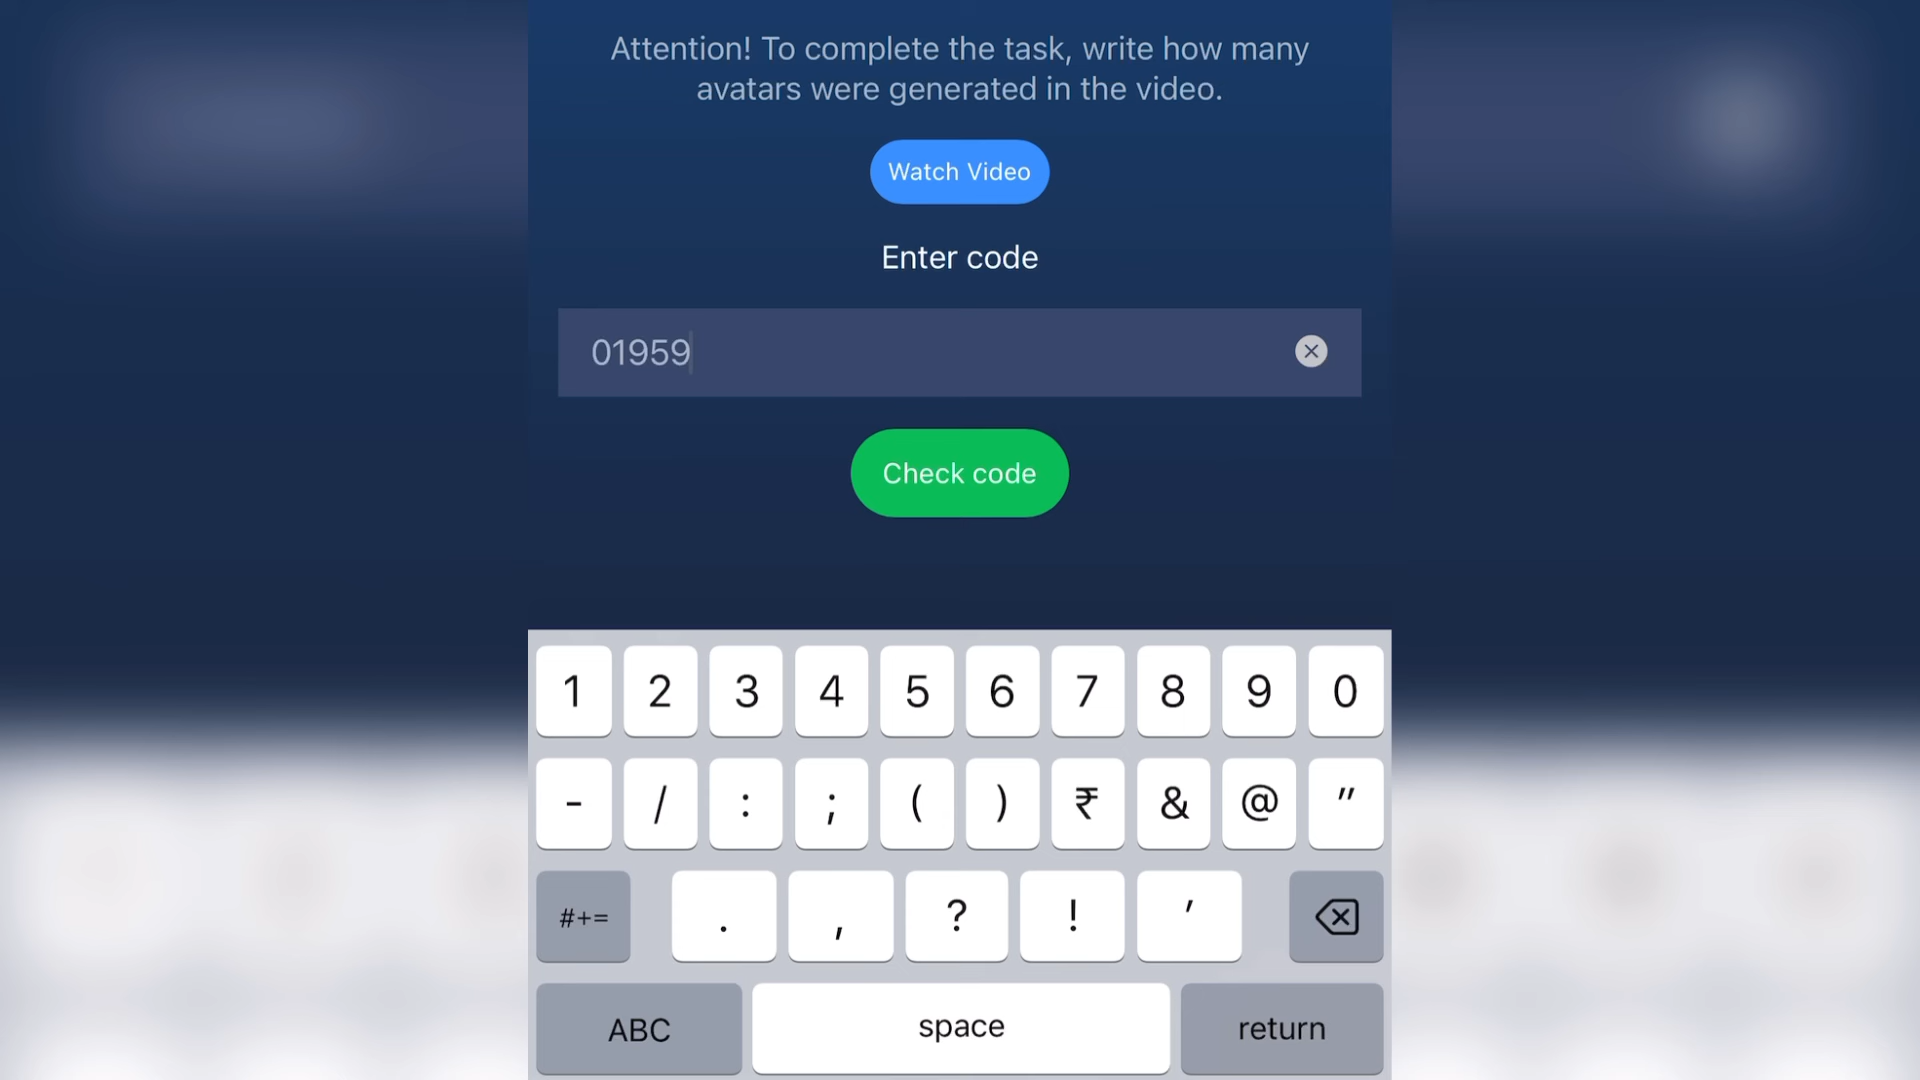 Attention! To complete the task, write how many
avatars were generated in the video.
Watch Video
Enter code
01959
Check code
1 2 3 4 5 6 7 8 9 0
- / : ; ( ) ₹ & @ "
#+= . , ? ! '
ABC space return